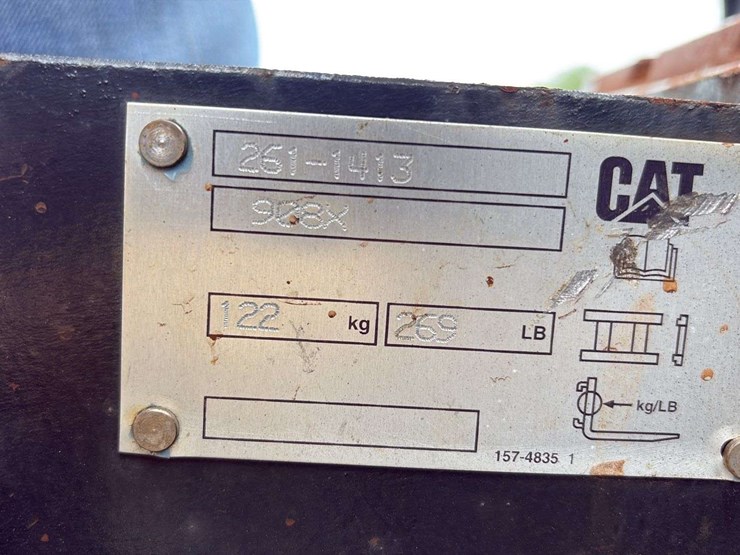 261-1413
CAT
908X
122 kg
269 LB
kg/LB
157-4835 1